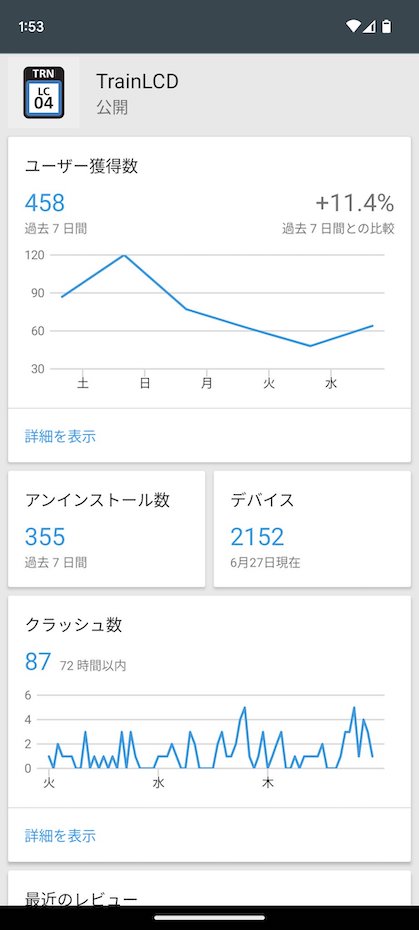 1:53
TRN
LC
04
TrainLCD
公開
ユーザー獲得数
458
+11.4%
過去 7 日間
過去 7 日間との比較
120
90
60
30
土
日
月
火
水
詳細を表示
アンインストール数
355
過去 7 日間
デバイス
2152
6月27日現在
クラッシュ数
87 72 時間以内
6
4
2
0
火
水
木
詳細を表示
最近のレビュー